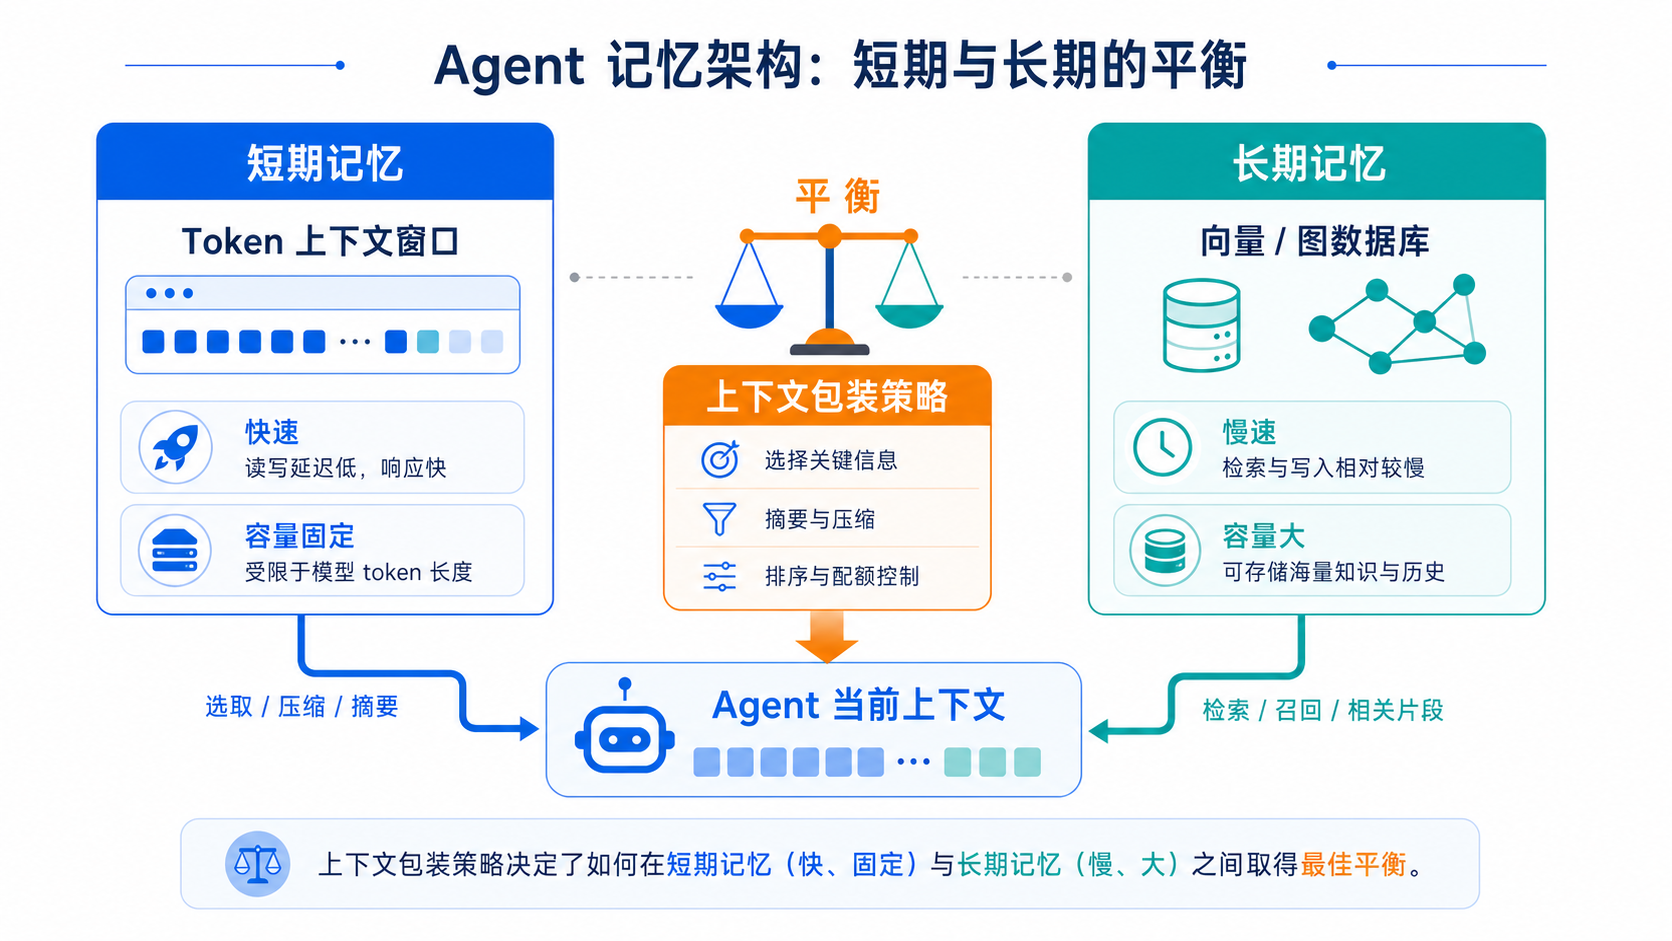 Agent 记忆架构：短期与长期的平衡
短期记忆
Token 上下文窗口
快速
读写延迟低，响应快
容量固定
受限于模型 token 长度
平 衡
上下文包装策略
选择关键信息
摘要与压缩
排序与配额控制
长期记忆
向量 / 图数据库
慢速
检索与写入相对较慢
容量大
可存储海量知识与历史
选取 / 压缩 / 摘要
Agent 当前上下文
检索 / 召回 / 相关片段
上下文包装策略决定了如何在短期记忆（快、固定）与长期记忆（慢、大）之间取得最佳平衡。